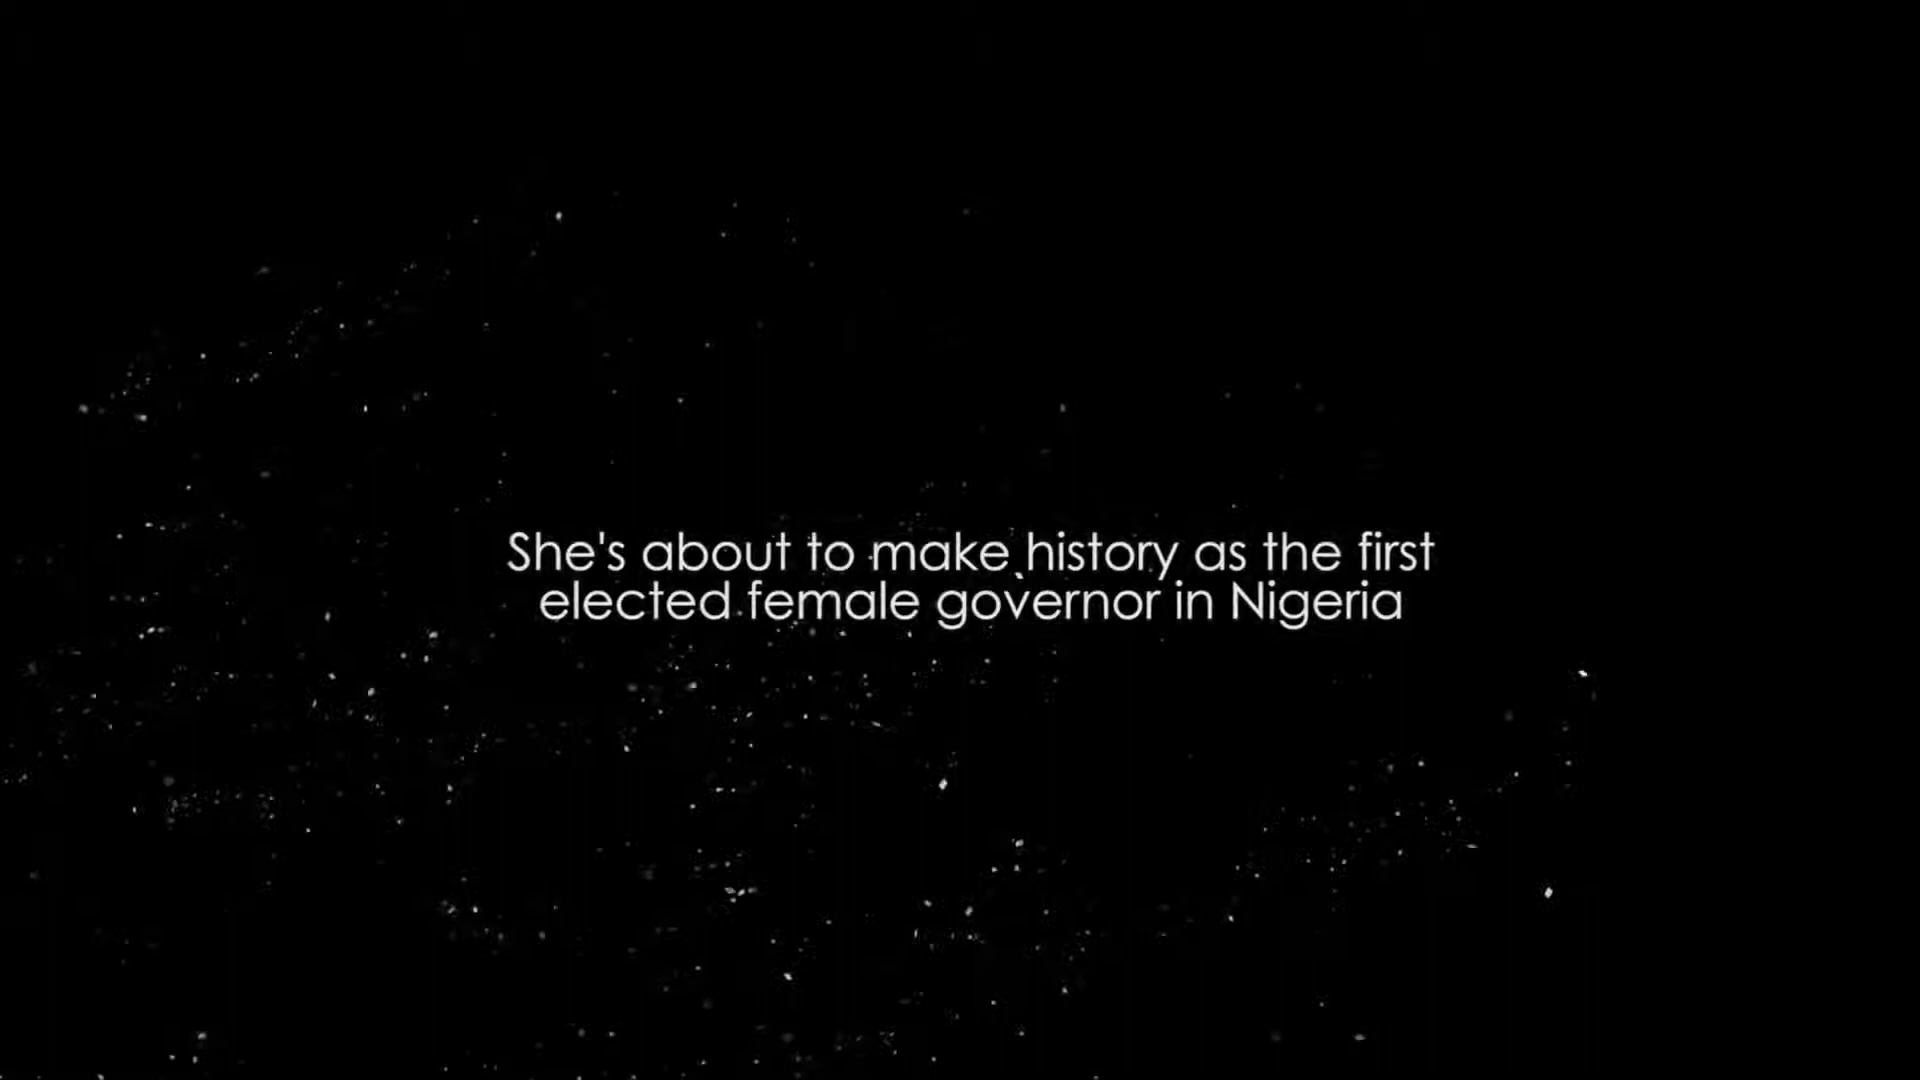 She's about to make history as the first
elected female governor in Nigeria